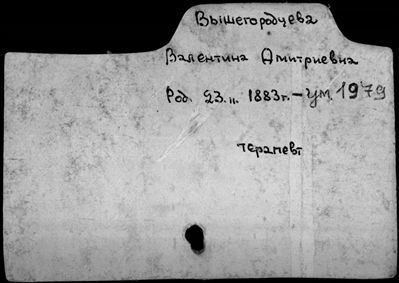 Вышегородцева
Валентина Дмитриевна
Род. 23.II. 1883г. – ум. 1979
терапевт